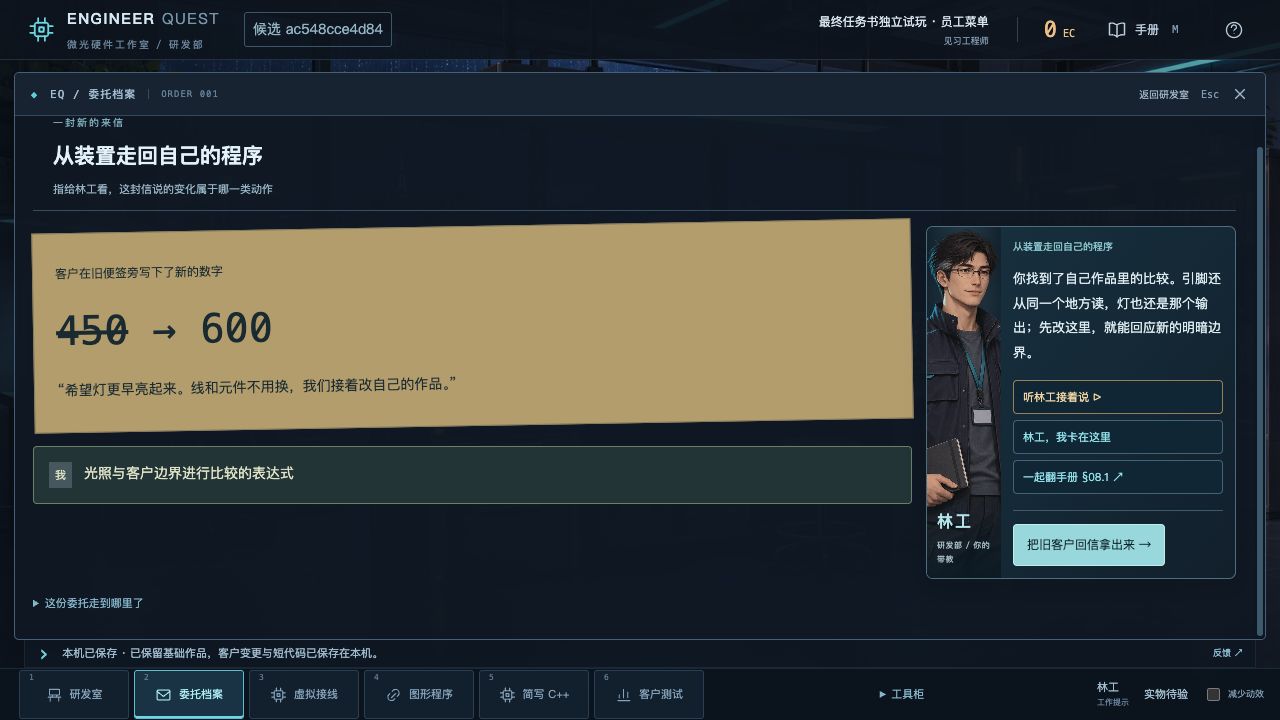 ENGINEER QUEST
微光硬件工作室 / 研发部
候选 ac548cce4d84
最终任务书独立试玩 · 员工菜单
见习工程师
0 EC
手册 M
EQ / 委托档案
ORDER 001
返回研发室 Esc
一封新的来信
从装置走回自己的程序
指给林工看，这封信说的变化属于哪一类动作
客户在旧便签旁写下了新的数字
450 → 600
“希望灯更早亮起来。线和元件不用换，我们接着改自己的作品。”
我
光照与客户边界进行比较的表达式
从装置走回自己的程序
你找到了自己作品里的比较。引脚还
从同一个地方读，灯也还是那个输
出；先改这里，就能回应新的明暗边
界。
听林工接着说
林工，我卡在这里
一起翻手册 §08.1 ↗
林工
研发部 / 你的
带教
把旧客户回信拿出来 →
这份委托走到哪里了
本机已保存 · 已保留基础作品，客户变更与短代码已保存在本机。
反馈 ↗
1 研发室
2 委托档案
3 虚拟接线
4 图形程序
5 简写 C++
6 客户测试
工具柜
林工
工作提示
实物待验
减少动效